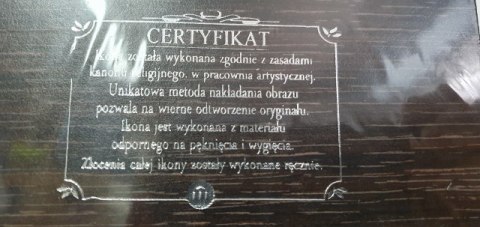 CERTYFIKAT
Ikona została wykonana zgodnie z zasadami
kanonu religijnego, w pracowni artystycznej.
Unikatowa metoda nakładania obrazu
pozwala na wierne odtworzenie oryginału.
Ikona jest wykonana z materiału
odpornego na pęknięcia i wygięcia.
Złocenia całej ikony zostały wykonane ręcznie.